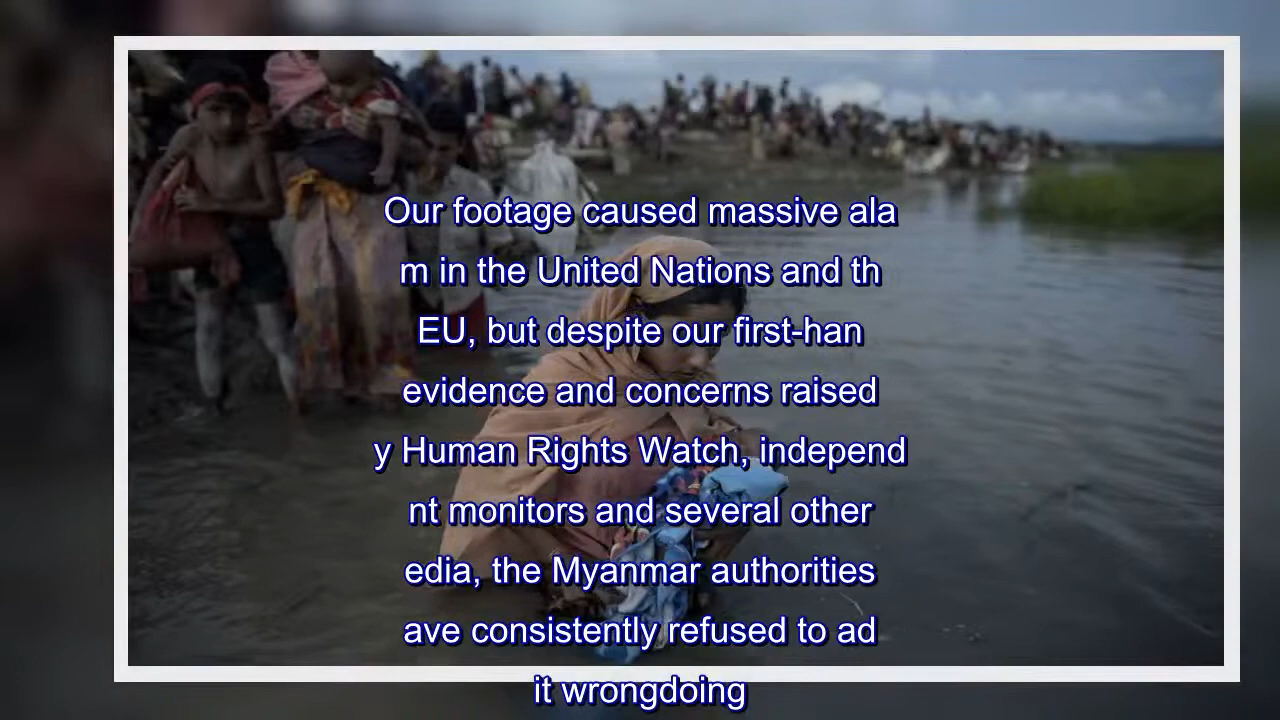 Our footage caused massive ala
m in the United Nations and th
EU, but despite our first-han
evidence and concerns raised
y Human Rights Watch, independ
nt monitors and several other
edia, the Myanmar authorities
ave consistently refused to ad
it wrongdoing